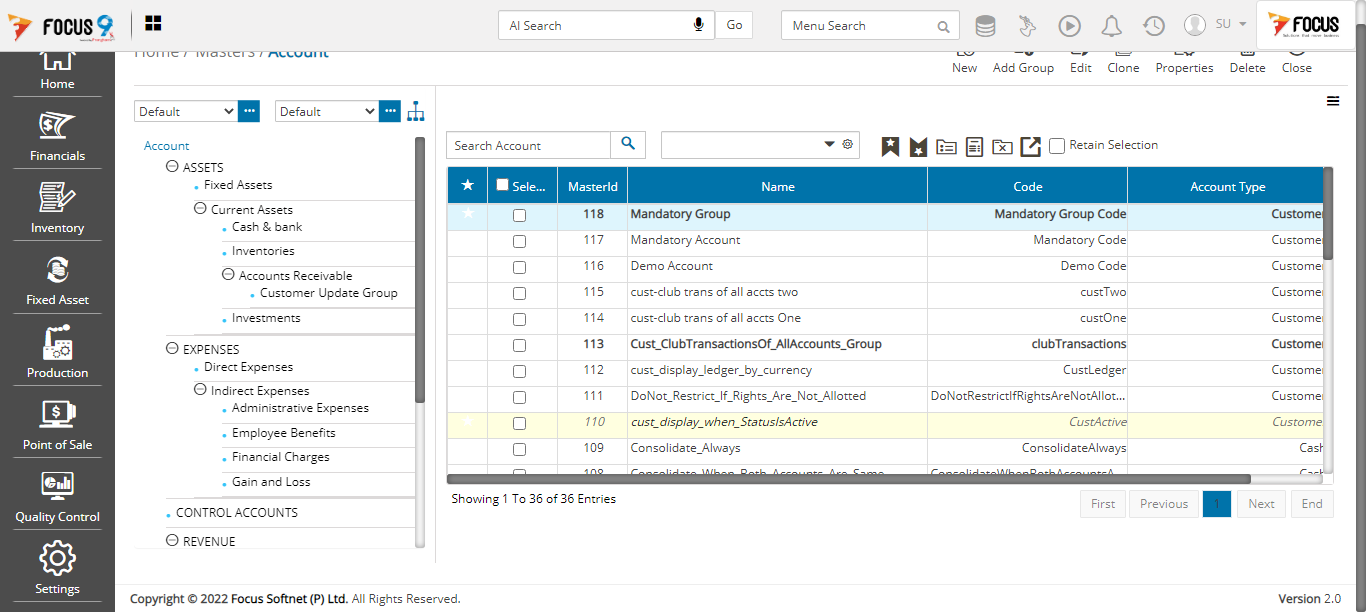 FOCUS 9
AI Search
Go
Menu Search
SU
FOCUS
Home / Masters / Account
New Add Group Edit Clone Properties Delete Close
Home
Financials
Inventory
Fixed Asset
Production
Point of Sale
Quality Control
Settings
Default Default
Account
ASSETS
Fixed Assets
Current Assets
Cash & bank
Inventories
Accounts Receivable
Customer Update Group
Investments
EXPENSES
Direct Expenses
Indirect Expenses
Administrative Expenses
Employee Benefits
Financial Charges
Gain and Loss
CONTROL ACCOUNTS
REVENUE
Search Account
Retain Selection
Sele... MasterId Name Code Account Type
118 Mandatory Group Mandatory Group Code Customer
117 Mandatory Account Mandatory Code Customer
116 Demo Account Demo Code Customer
115 cust-club trans of all accts two custTwo Customer
114 cust-club trans of all accts One custOne Customer
113 Cust_ClubTransactionsOf_AllAccounts_Group clubTransactions Customer
112 cust_display_ledger_by_currency CustLedger Customer
111 DoNot_Restrict_If_Rights_Are_Not_Allotted DoNotRestrictIfRightsAreNotAllot... Customer
110 cust_display_when_StatusIsActive CustActive Customer
109 Consolidate_Always ConsolidateAlways Cash
108 Consolidate_When_Both_Accounts_Are_Same ConsolidateWhenBothAccountsA...
Showing 1 To 36 of 36 Entries
First Previous 1 Next End
Copyright © 2022 Focus Softnet (P) Ltd. All Rights Reserved.
Version 2.0